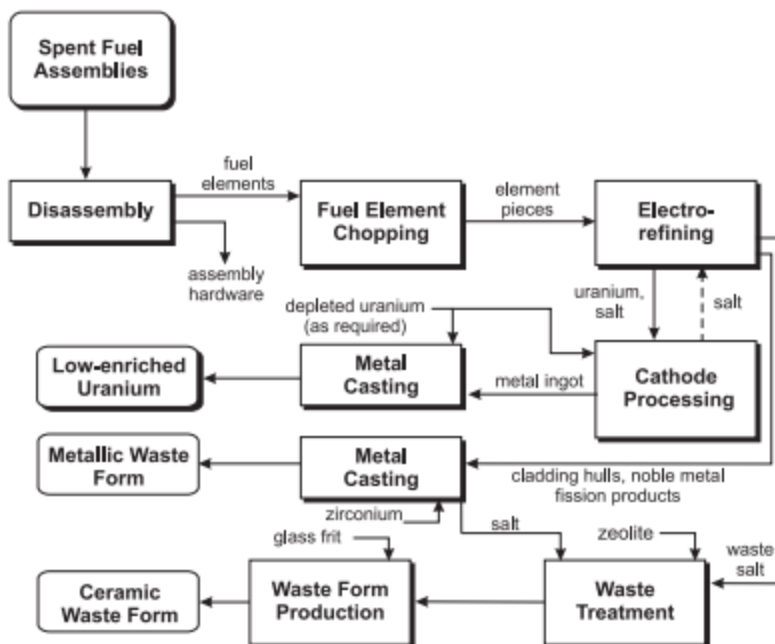 Spent Fuel
Assemblies
fuel
elements
Disassembly
Fuel Element
Chopping
element
pieces
Electro-
refining
assembly
hardware
depleted uranium
(as required)
uranium,
salt
salt
Low-enriched
Uranium
Metal
Casting
metal ingot
Cathode
Processing
Metallic Waste
Form
Metal
Casting
cladding hulls, noble metal
fission products
zirconium
salt
glass frit
zeolite
waste
salt
Ceramic
Waste Form
Waste Form
Production
Waste
Treatment